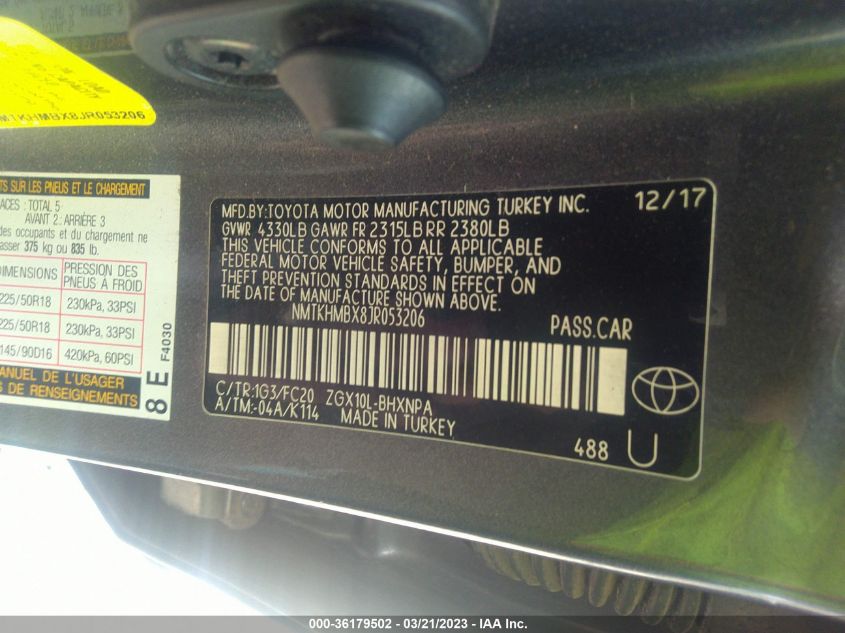 CAPACITY
MTKHMBX8JR053206
TS SUR LES PNEUS ET LE CHARGEMENT
ACES : TOTAL 5
AVANT 2 : ARRIÈRE 3
des occupants et du chargement
asser 375 kg ou 835 lb.
DIMENSIONS PRESSION DES PNEUS À FROID
225/50R18 230kPa, 33PSI
225/50R18 230kPa, 33PSI
145/90D16 420kPa, 60PSI
UEL DE L'USAGER
DE RENSEIGNEMENTS
8 E F4030
MFD.BY:TOYOTA MOTOR MANUFACTURING TURKEY INC. 12/17
GVWR 4330LB GAWR FR 2315LB RR 2380LB
THIS VEHICLE CONFORMS TO ALL APPLICABLE
FEDERAL MOTOR VEHICLE SAFETY, BUMPER, AND
THEFT PREVENTION STANDARDS IN EFFECT ON
THE DATE OF MANUFACTURE SHOWN ABOVE.
NMTKHMBX8JR053206 PASS.CAR
C/TR:1G3/FC20 ZGX10L-BHXNPA
A/TM:-04A/K114 MADE IN TURKEY
488 U
000-36179502 - 03/21/2023 - IAA Inc.